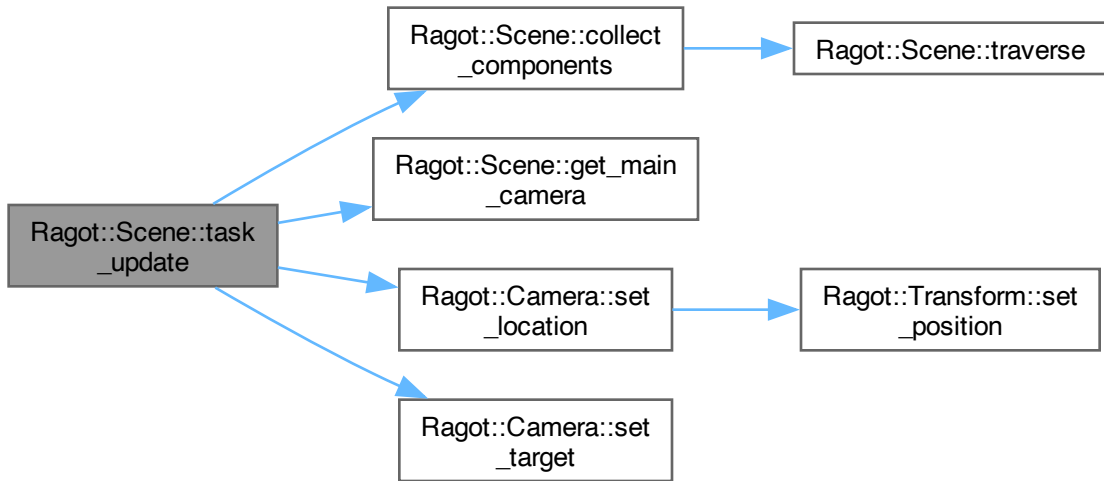 Ragot::Scene::task
_update
Ragot::Scene::collect
_components
Ragot::Scene::traverse
Ragot::Scene::get_main
_camera
Ragot::Camera::set
_location
Ragot::Transform::set
_position
Ragot::Camera::set
_target